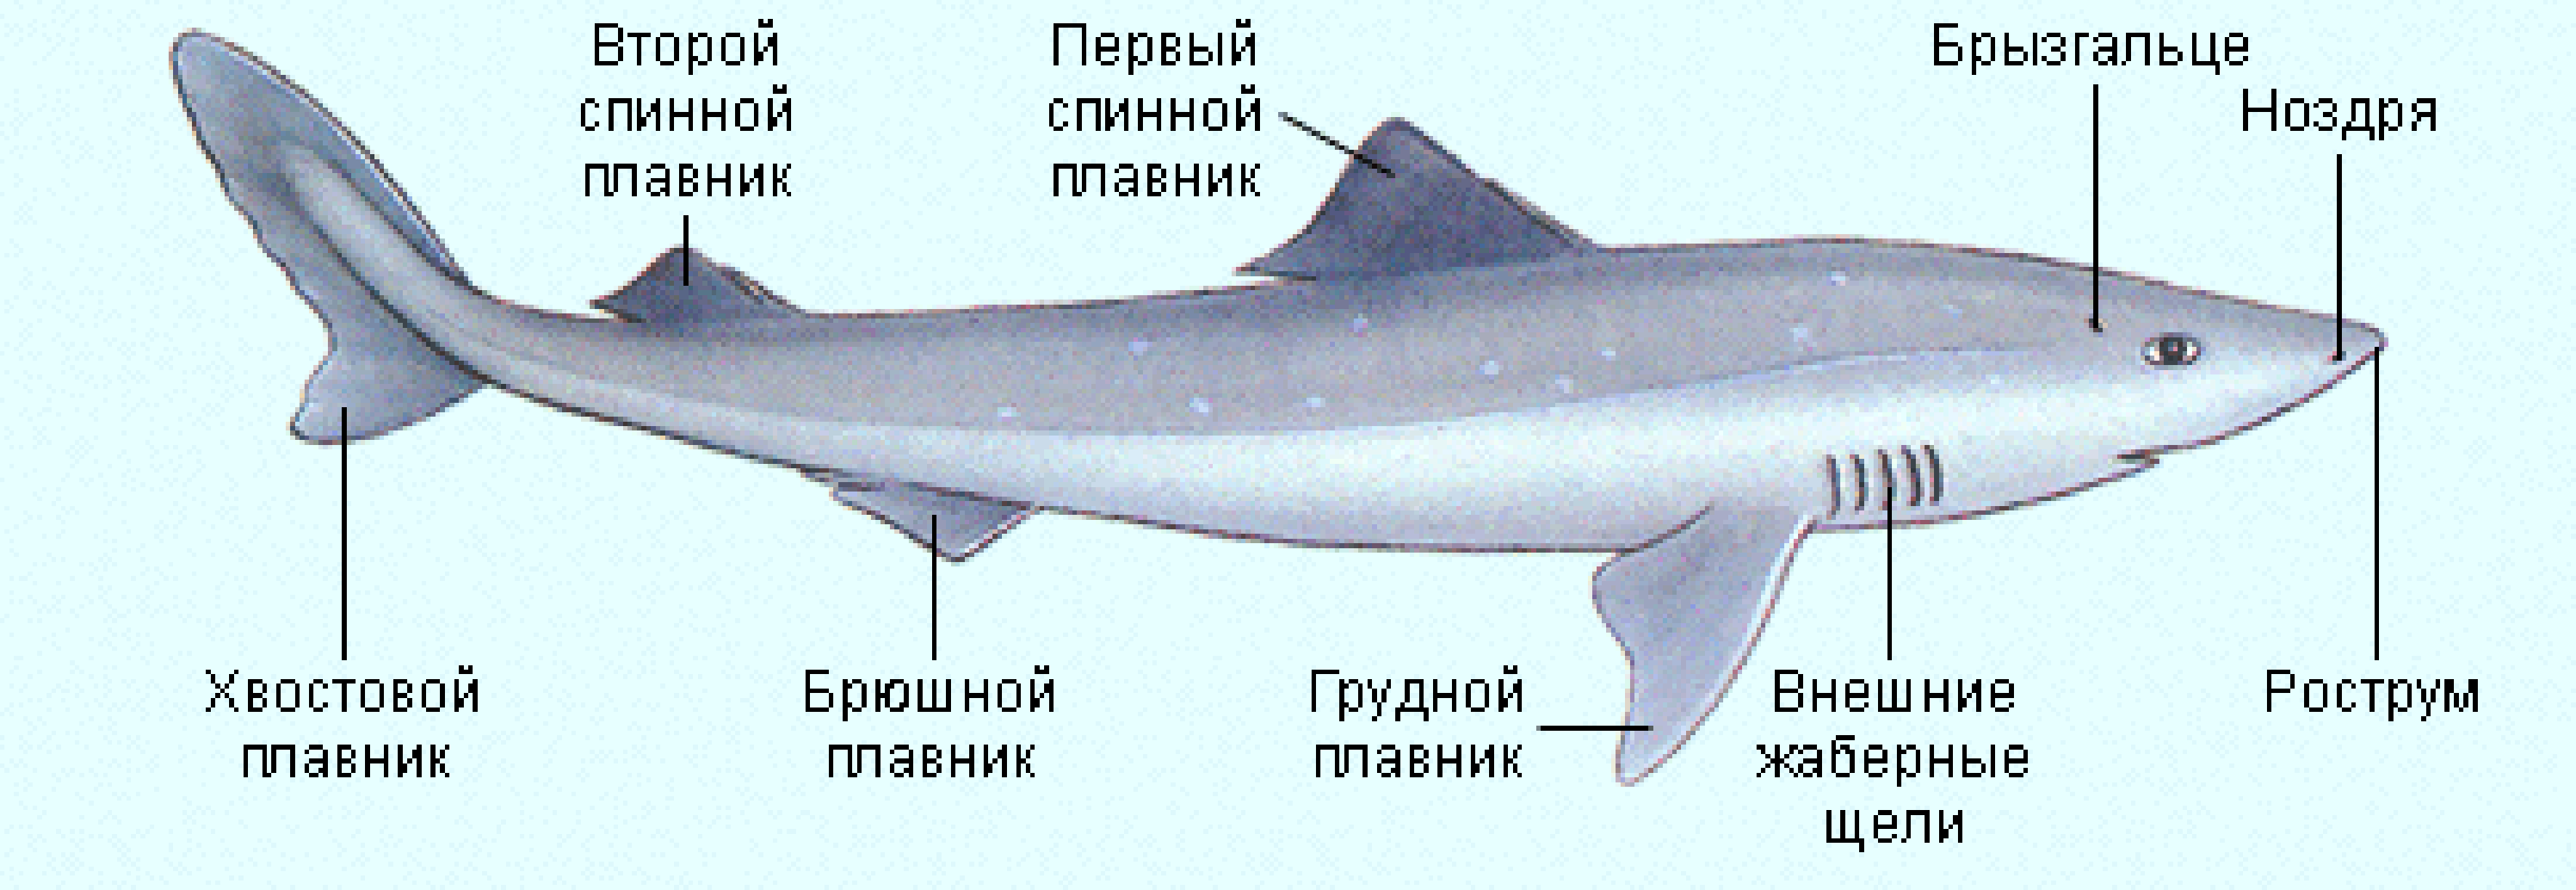 Второй
спинной
плавник
Первый
спинной
плавник
Брызгальце
Ноздря
Хвостовой
плавник
Брюшной
плавник
Грудной
плавник
Внешние
жаберные
щели
Рострум